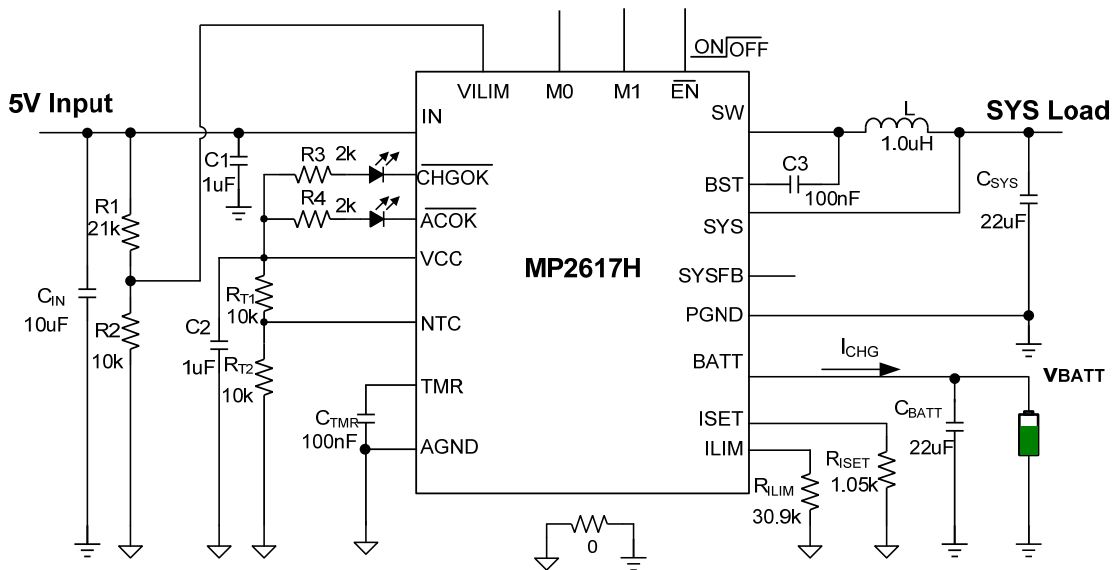 ON OFF
VILIM M0 M1 EN
5V Input
IN
SW
L
1.0uH
SYS Load
C1
1uF
R3 2k
CHGOK
R4 2k
ACOK
BST
C3
100nF
CSYS
22uF
SYS
R1
21k
VCC
MP2617H
SYSFB
CIN
10uF
RT1
10k
NTC
PGND
R2
10k
C2
1uF
RT2
10k
BATT
ICHG
VBATT
TMR
CTMR
100nF
CBATT
22uF
ISET
AGND
ILIM
RISET
1.05k
RILIM
30.9k
0